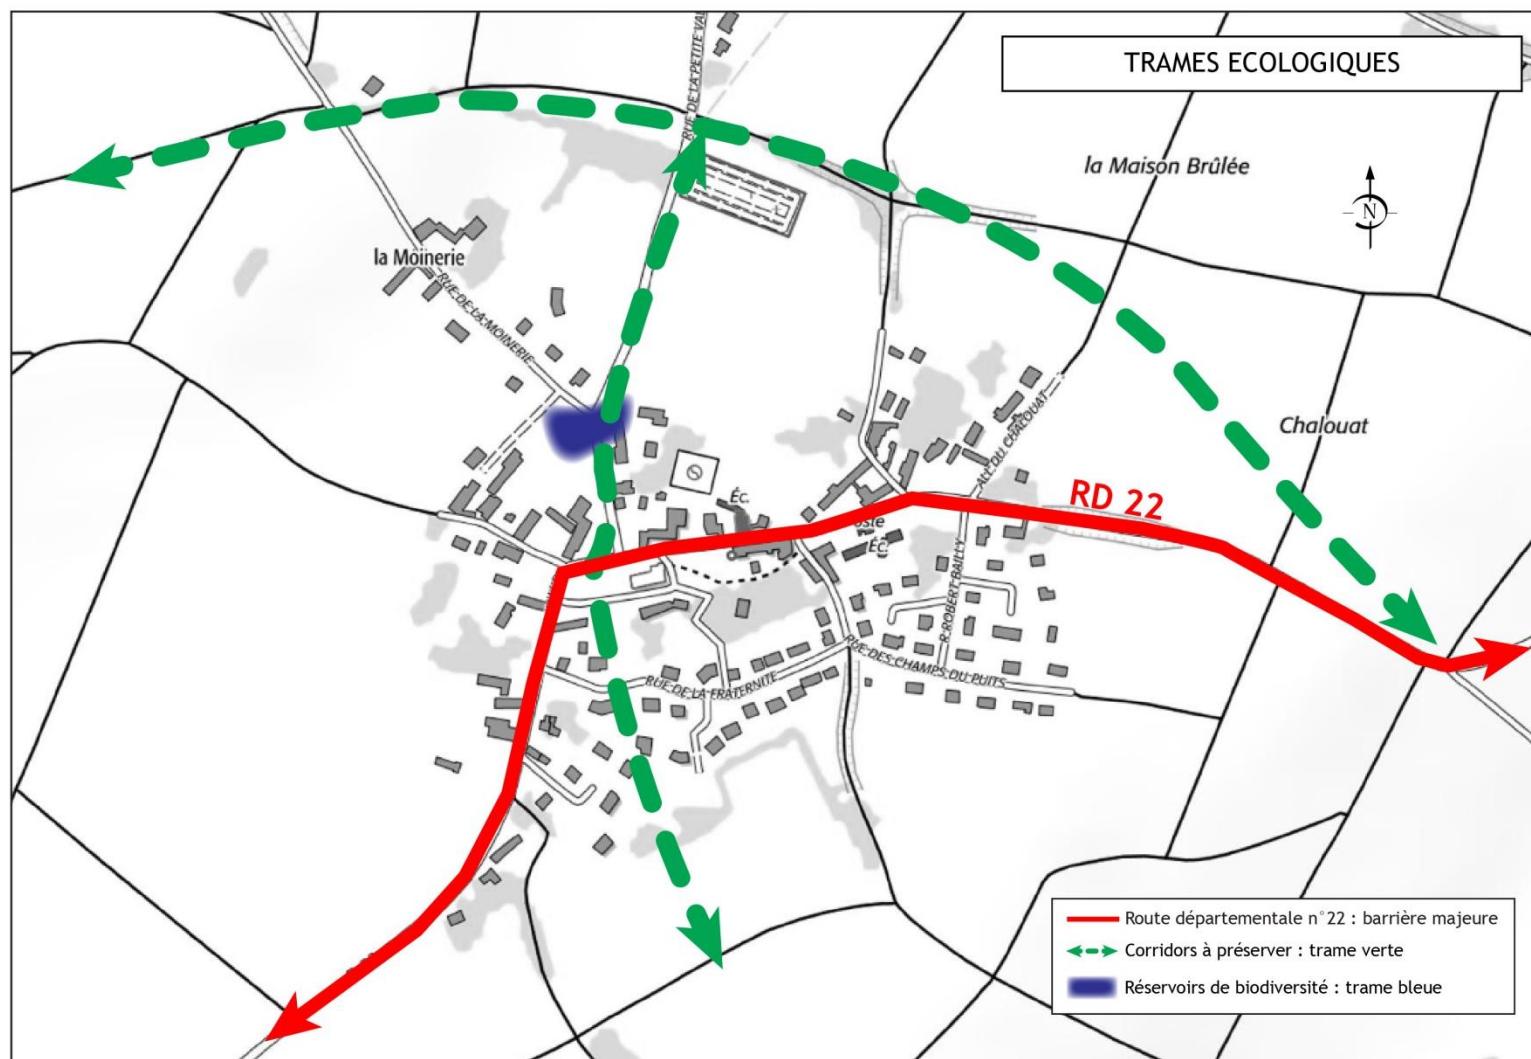 TRAMES ECOLOGIQUES
RUE DE LA PETITE VAL
la Maison Brûlée
N
la Moinerie
RUE DE LA MOINERIE
ALL. DU CHALOUAT
Chalouat
RD 22
Éc.
Éc.
R. ROBERT BAILLY
RUE DES CHAMPS DU PUITS
RUE DE LA FRATERNITÉ
Route départementale n°22 : barrière majeure
Corridors à préserver : trame verte
Réservoirs de biodiversité : trame bleue